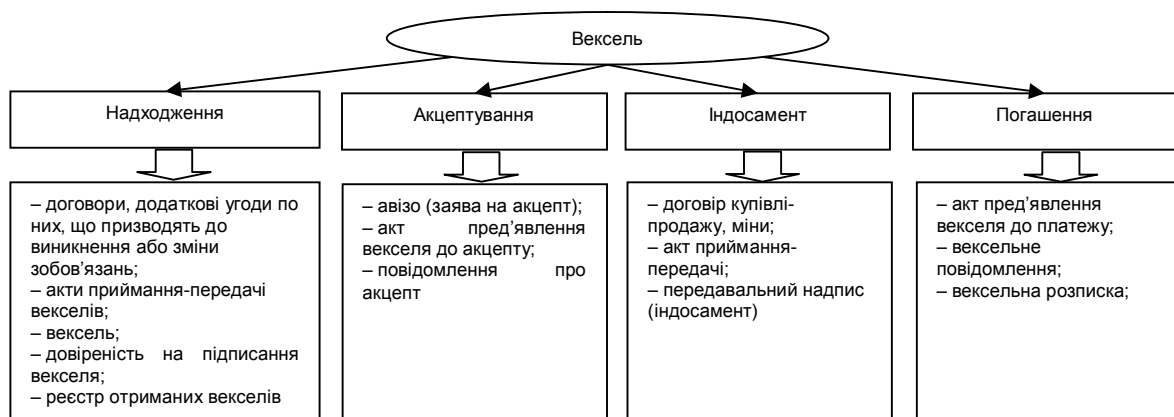 Вексель
Надходження
Акцептування
Індосамент
Погашення
– договори, додаткові угоди по
них, що призводять до
виникнення або зміни
зобов’язань;
– акти приймання-передачі
векселів;
– вексель;
– довіреність на підписання
векселя;
– реєстр отриманих векселів
– авізо (заява на акцепт);
– акт пред’явлення
векселя до акцепту;
– повідомлення про
акцепт
– договір купівлі-
продажу, міни;
– акт приймання-
передачі;
– передавальний надпис
(індосамент)
– акт пред’явлення
векселя до платежу;
– вексельне
повідомлення;
– вексельна розписка;